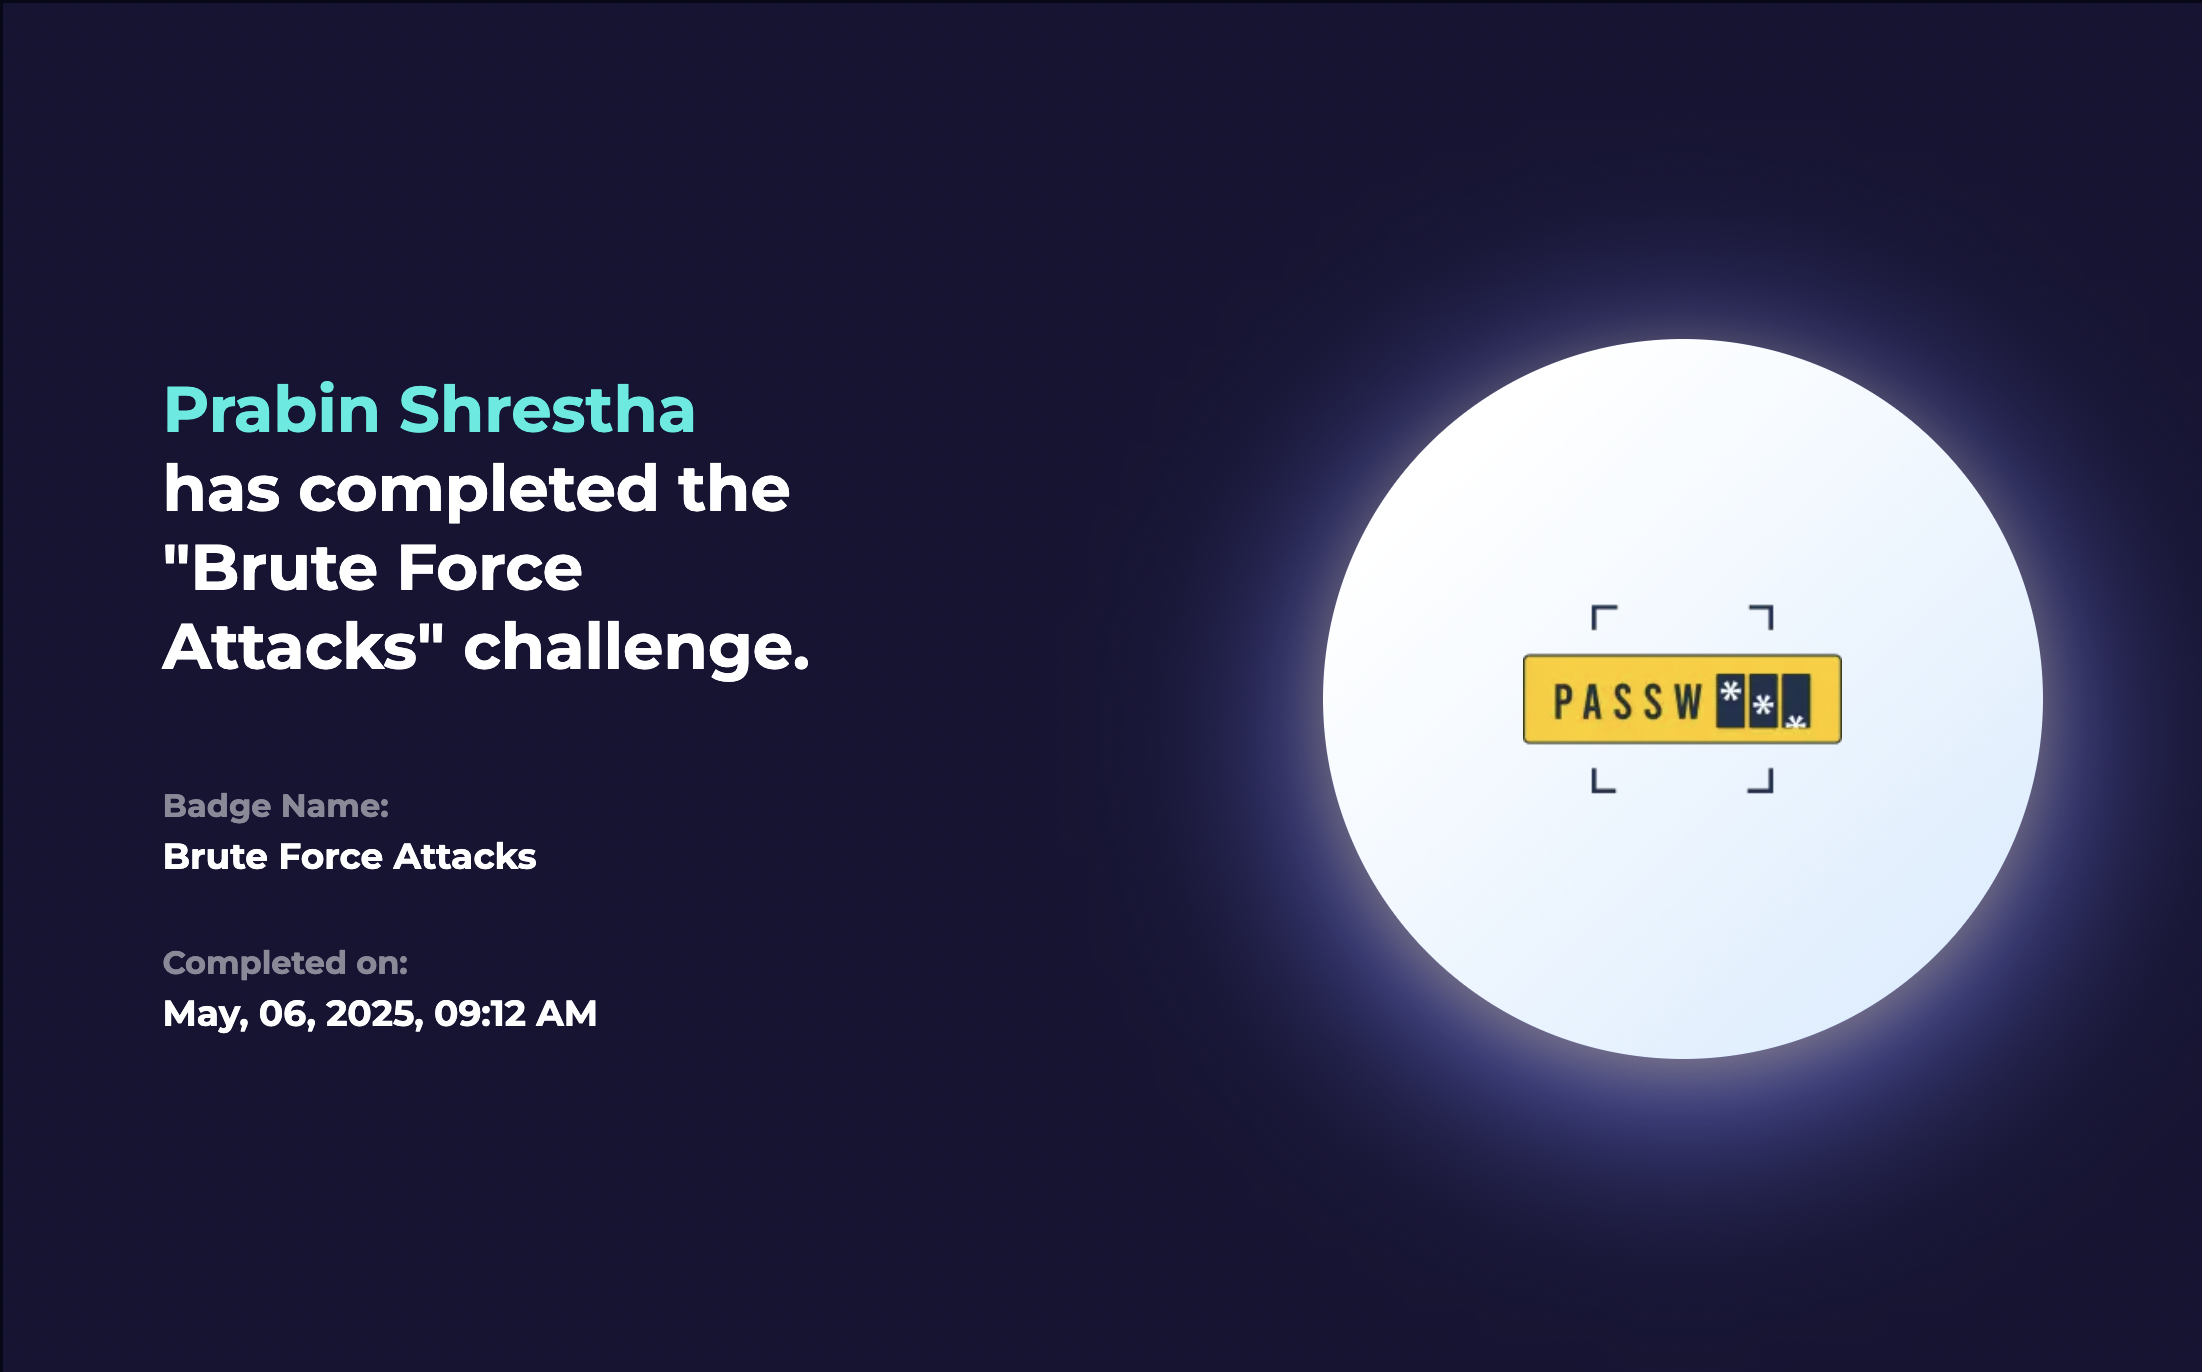 Prabin Shrestha
has completed the
"Brute Force
Attacks" challenge.
Badge Name:
Brute Force Attacks
Completed on:
May, 06, 2025, 09:12 AM
PASSW***